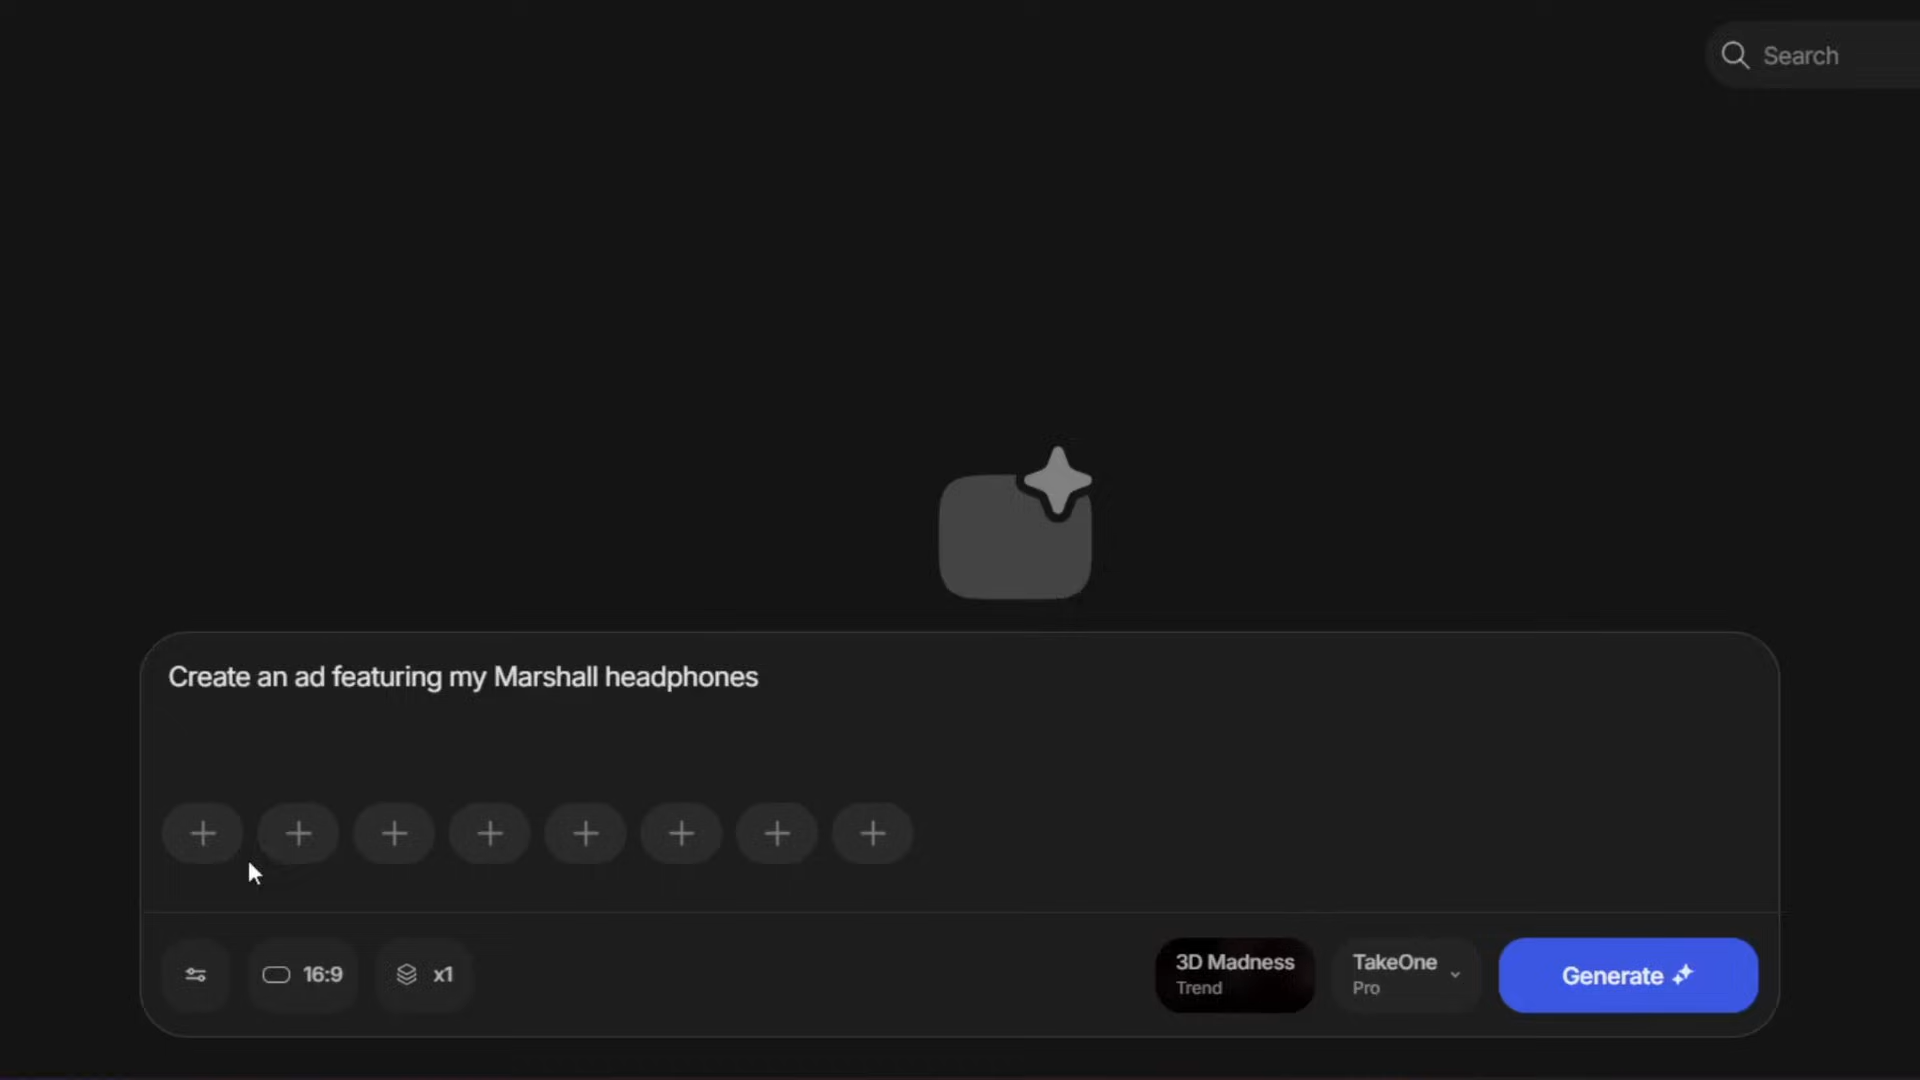 Search
Create an ad featuring my Marshall headphones
16:9
x1
3D Madness
Trend
TakeOne
Pro
Generate